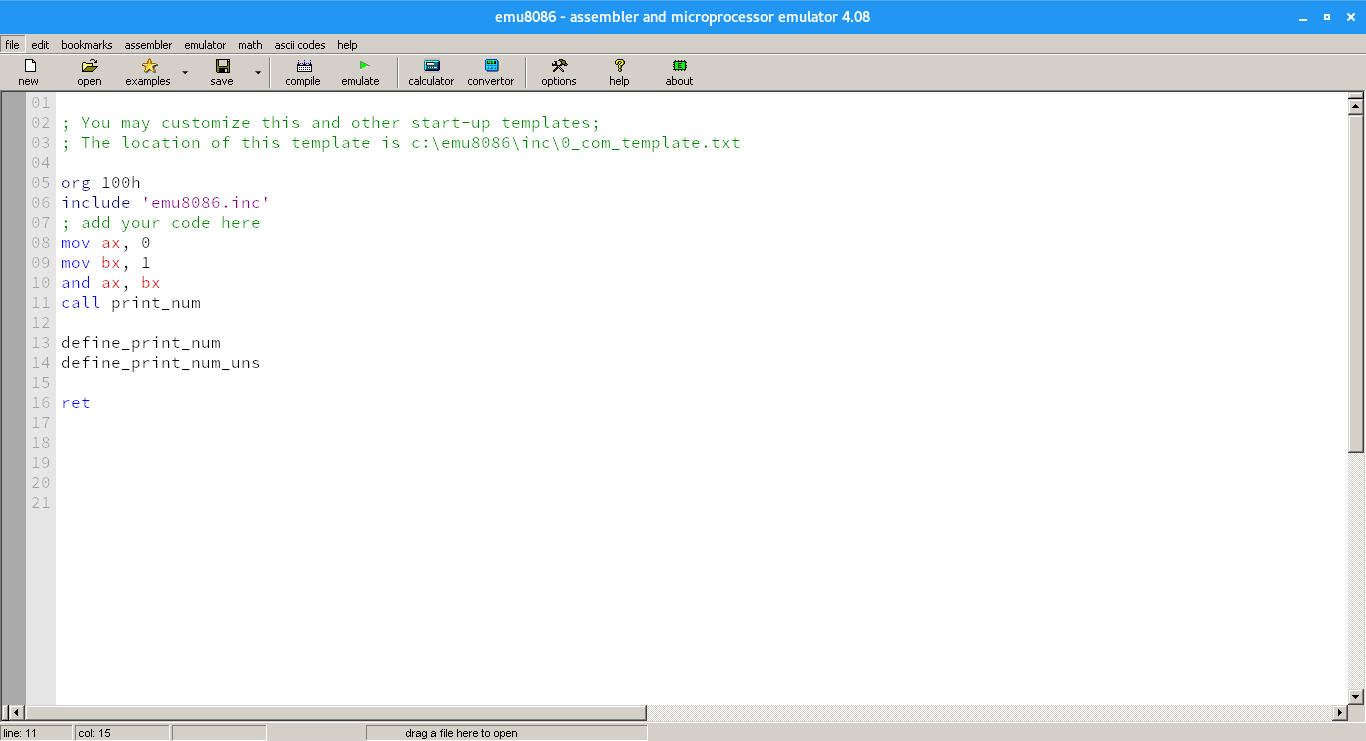 emu8086 - assembler and microprocessor emulator 4.08
file edit bookmarks assembler emulator math ascii codes help
new open examples save compile emulate calculator convertor options help about
01
02 ; You may customize this and other start-up templates;
03 ; The location of this template is c:\emu8086\inc\0_com_template.txt
04
05 org 100h
06 include 'emu8086.inc'
07 ; add your code here
08 mov ax, 0
09 mov bx, 1
10 and ax, bx
11 call print_num
12
13 define_print_num
14 define_print_num_uns
15
16 ret
17
18
19
20
21
line: 11 col: 15 drag a file here to open